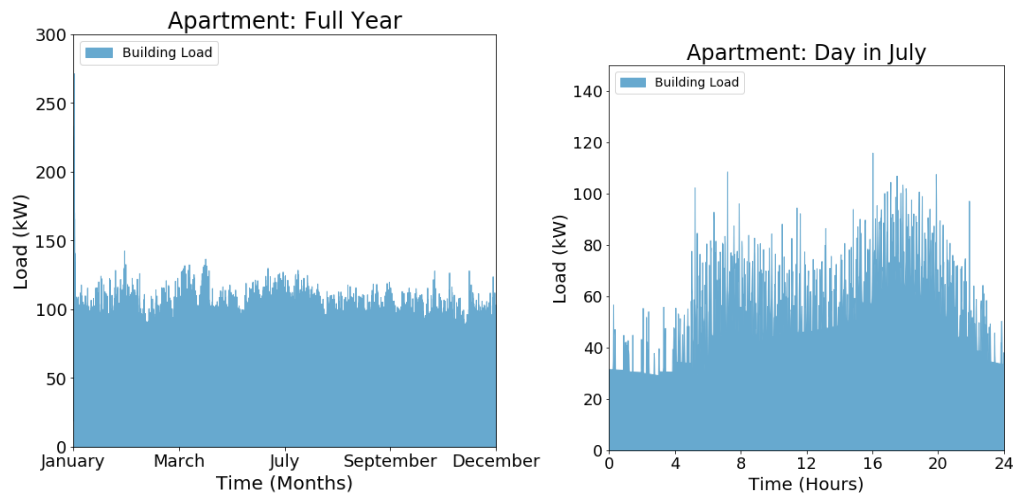 Apartment: Full Year
300
250
200
150
100
50
0
Load (kW)
Building Load
January March July September December
Time (Months)
Apartment: Day in July
140
120
100
80
60
40
20
0
Load (kW)
Building Load
0 4 8 12 16 20 24
Time (Hours)